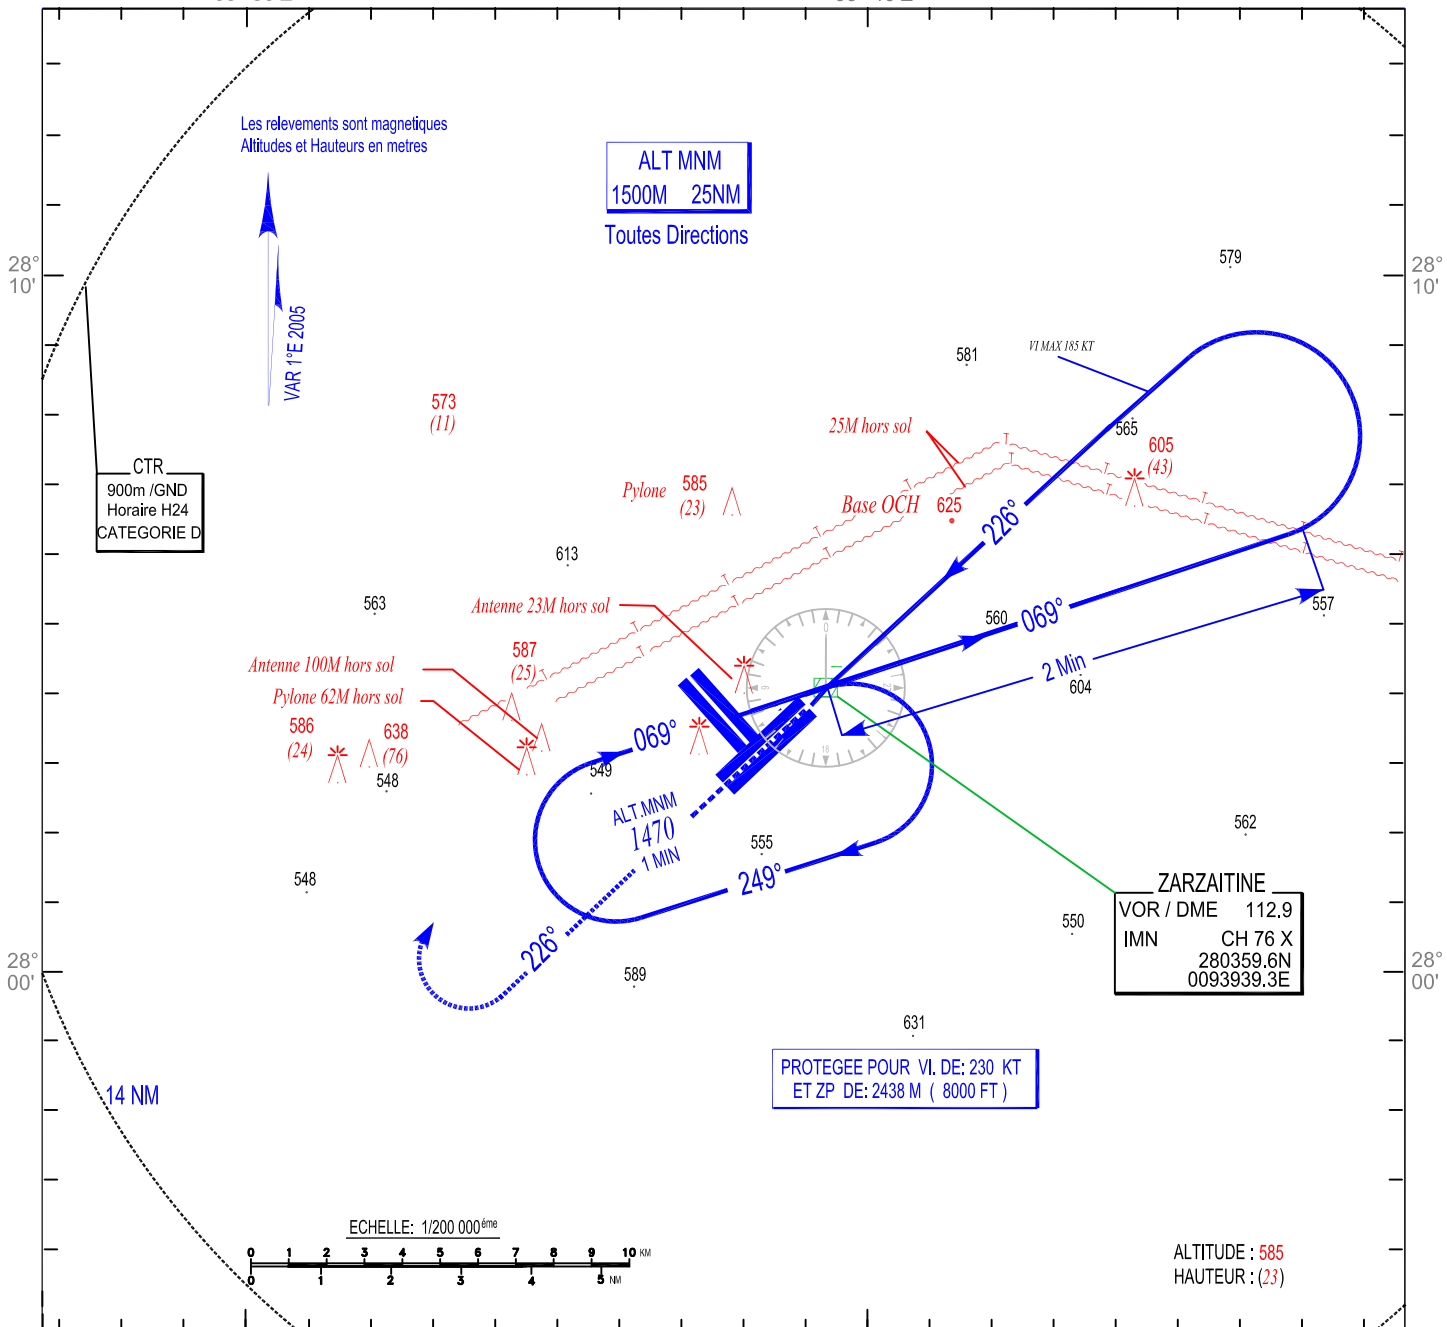 Les relevements sont magnetiques
Altitudes et Hauteurs en metres
ALT MNM
1500M 25NM
Toutes Directions
VAR 1°E 2005
28°
10'
28°
10'
579
581
VI MAX 185 KT
573
(11)
25M hors sol
565
605
(43)
CTR
900m /GND
Horaire H24
CATEGORIE D
Pylone 585
(23)
Base OCH 625
226°
613
563
Antenne 23M hors sol
560
069°
557
587
(25)
Antenne 100M hors sol
Pylone 62M hors sol
2 Min
604
0
18
586
(24)
638
(76)
069°
548
549
ALT.MNM
1470
1 MIN
555
562
548
249°
226°
ZARZAITINE
VOR / DME 112.9
IMN CH 76 X
280359.6N
0093939.3E
550
28°
00'
28°
00'
589
631
PROTEGEE POUR VI. DE: 230 KT
ET ZP DE: 2438 M ( 8000 FT )
14 NM
ECHELLE: 1/200 000éme
0 1 2 3 4 5 6 7 8 9 10 KM
0 1 2 3 4 5 NM
ALTITUDE : 585
HAUTEUR : (23)